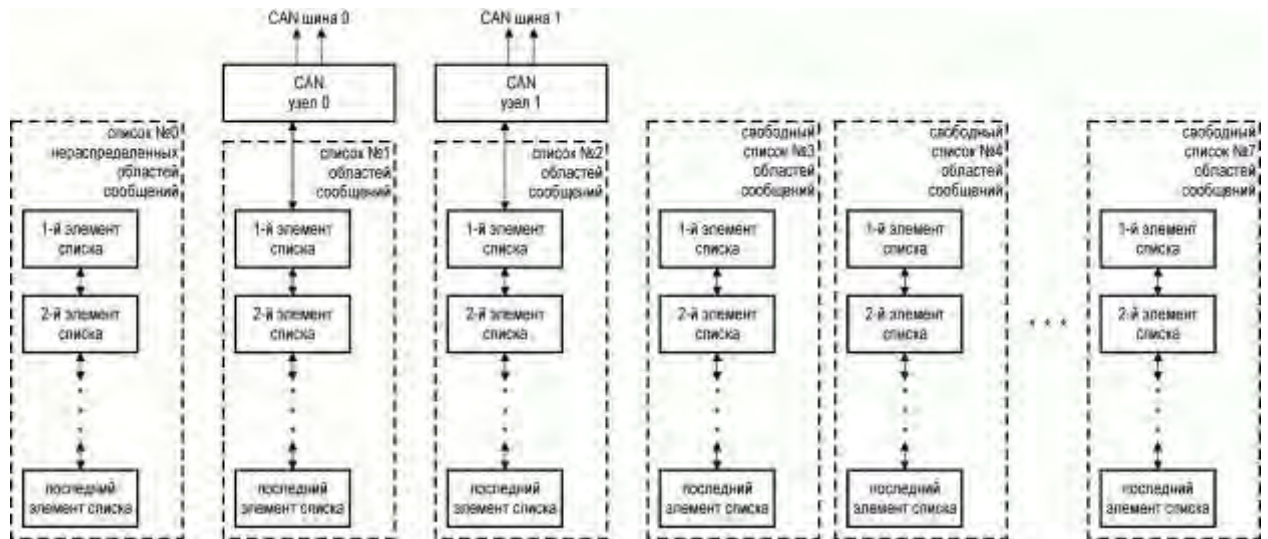 CAN шина 0
CAN шина 1
CAN
узел 0
CAN
узел 1
список №0
нераспределенных
областей
сообщений
1-й элемент
списка
2-й элемент
списка
последний
элемент списка
список №1
областей
сообщений
1-й элемент
списка
2-й элемент
списка
последний
элемент списка
список №2
областей
сообщений
1-й элемент
списка
2-й элемент
списка
последний
элемент списка
свободный
список №3
областей
сообщений
1-й элемент
списка
2-й элемент
списка
последний
элемент списка
свободный
список №4
областей
сообщений
1-й элемент
списка
2-й элемент
списка
последний
элемент списка
свободный
список №7
областей
сообщений
1-й элемент
списка
2-й элемент
списка
последний
элемент списка